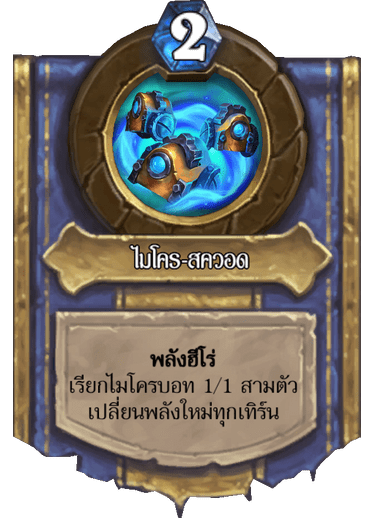 2
ไมโคร-สควอด
พลังฮีโร่
เรียกไมโครบอท 1/1 สามตัว
เปลี่ยนพลังใหม่ทุกเทิร์น